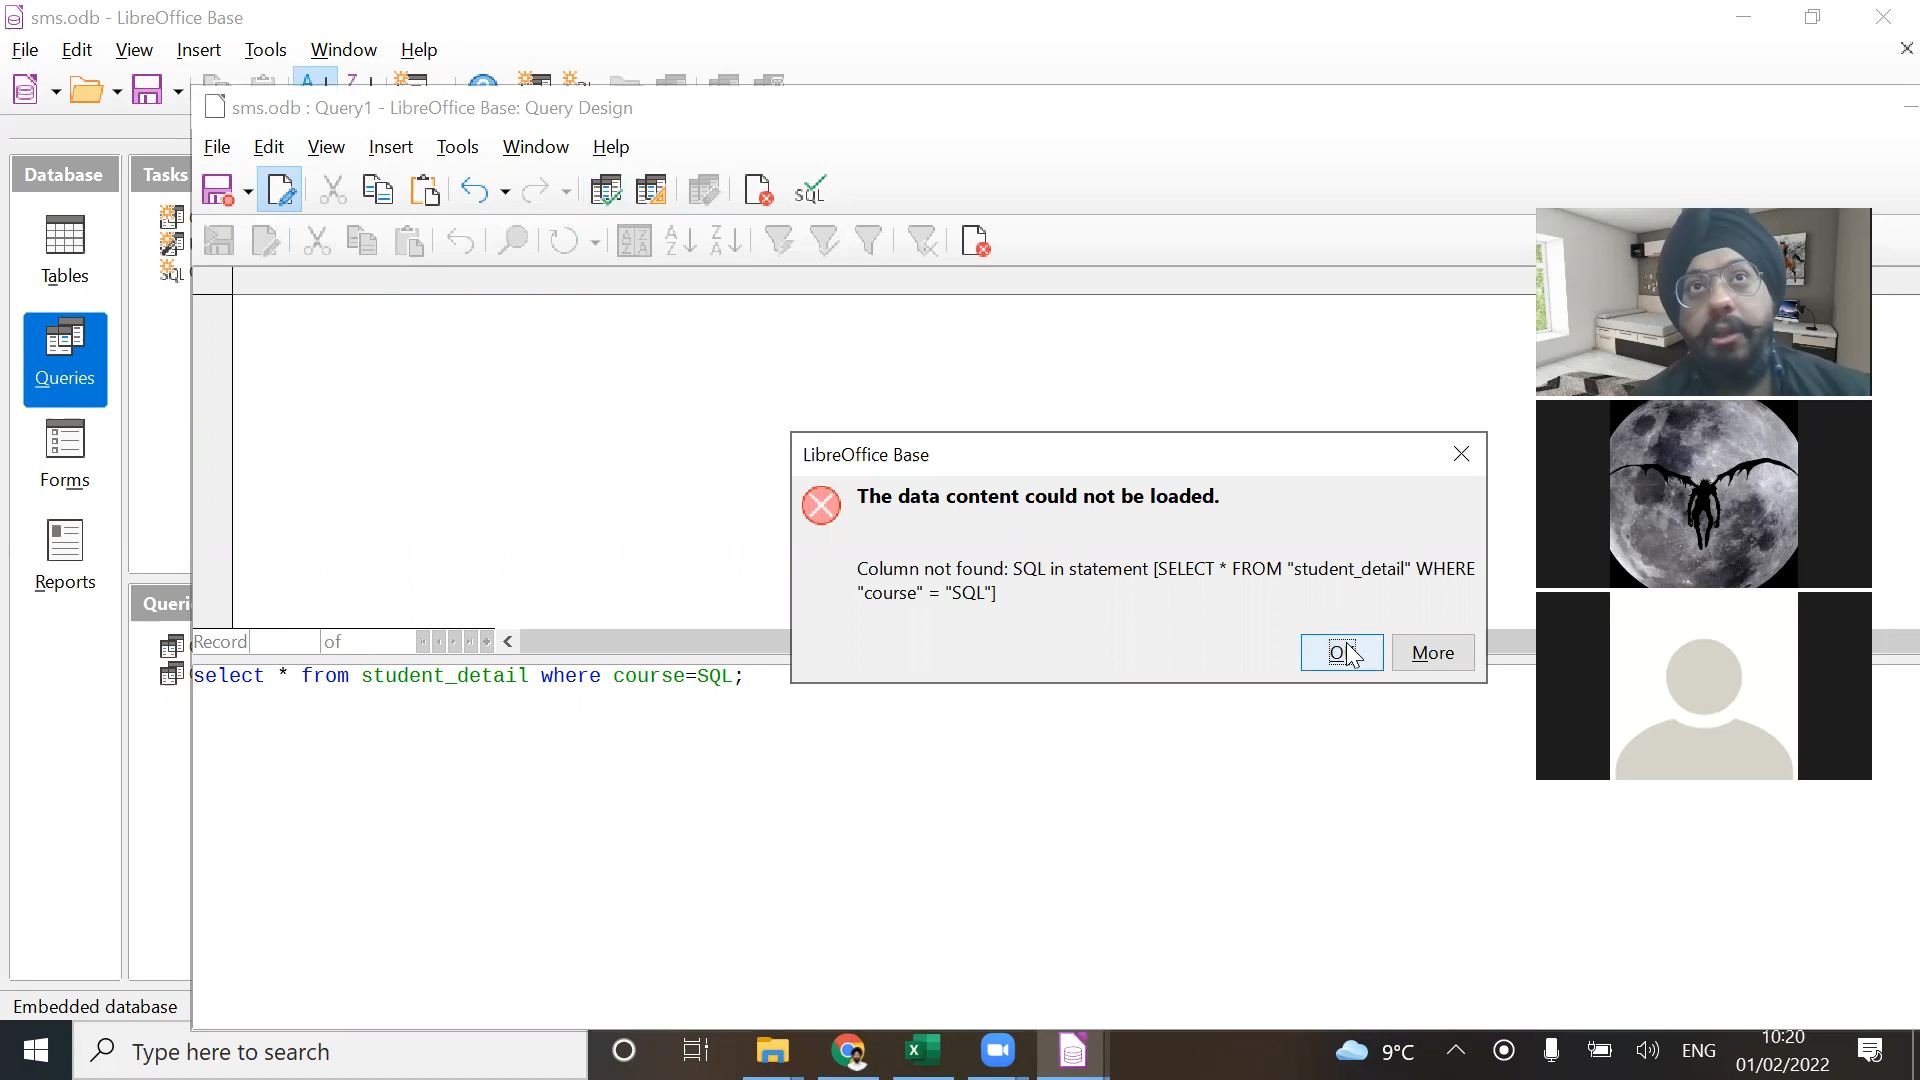 sms.odb - LibreOffice Base
File Edit View Insert Tools Window Help
sms.odb : Query1 - LibreOffice Base: Query Design
File Edit View Insert Tools Window Help
SQL
Database
Tasks
Tables
Queries
Forms
Reports
SQL
Queri
LibreOffice Base
The data content could not be loaded.
Column not found: SQL in statement [SELECT * FROM "student_detail" WHERE
"course" = "SQL"]
More
Record of
select * from student_detail where course=SQL;
Embedded database
Type here to search
9°C
ENG
10:20
01/02/2022